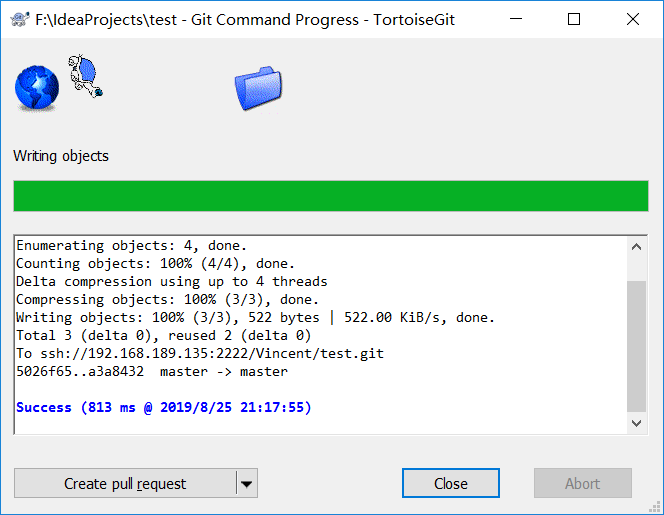 F:\IdeaProjects\test - Git Command Progress - TortoiseGit
Writing objects
Enumerating objects: 4, done.
Counting objects: 100% (4/4), done.
Delta compression using up to 4 threads
Compressing objects: 100% (3/3), done.
Writing objects: 100% (3/3), 522 bytes | 522.00 KiB/s, done.
Total 3 (delta 0), reused 2 (delta 0)
To ssh://192.168.189.135:2222/Vincent/test.git
5026f65..a3a8432  master -> master
Success (813 ms @ 2019/8/25 21:17:55)
Create pull request
Close
Abort